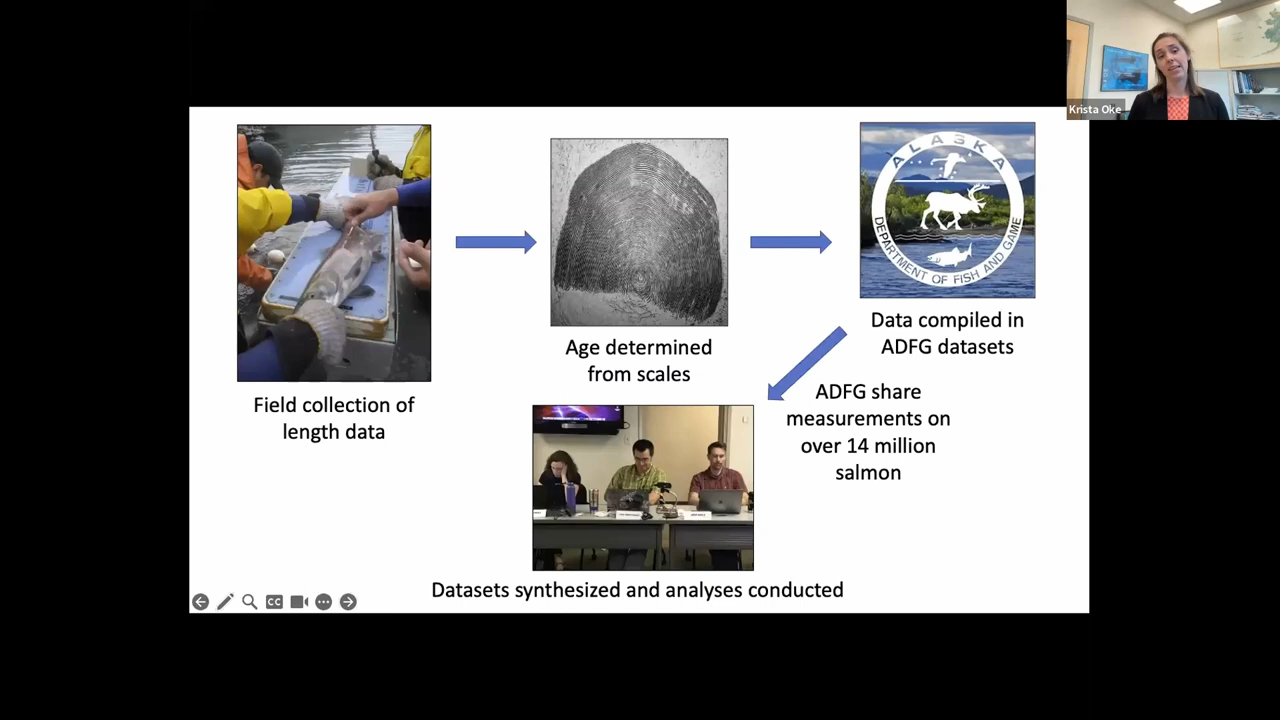 Krista Oke
ALASKA
DEPARTMENT OF FISH AND GAME
Field collection of
length data
Age determined
from scales
Data compiled in
ADFG datasets
ADFG share
measurements on
over 14 million
salmon
Datasets synthesized and analyses conducted
CC